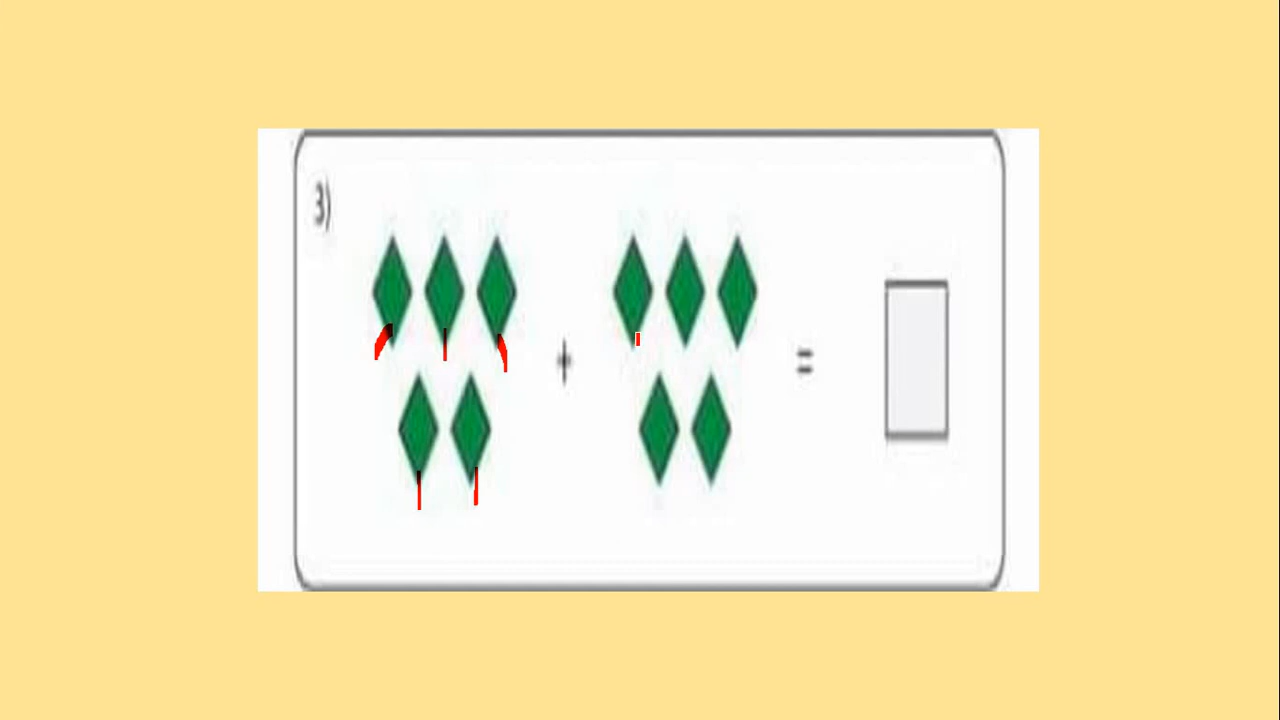 3)
+ =